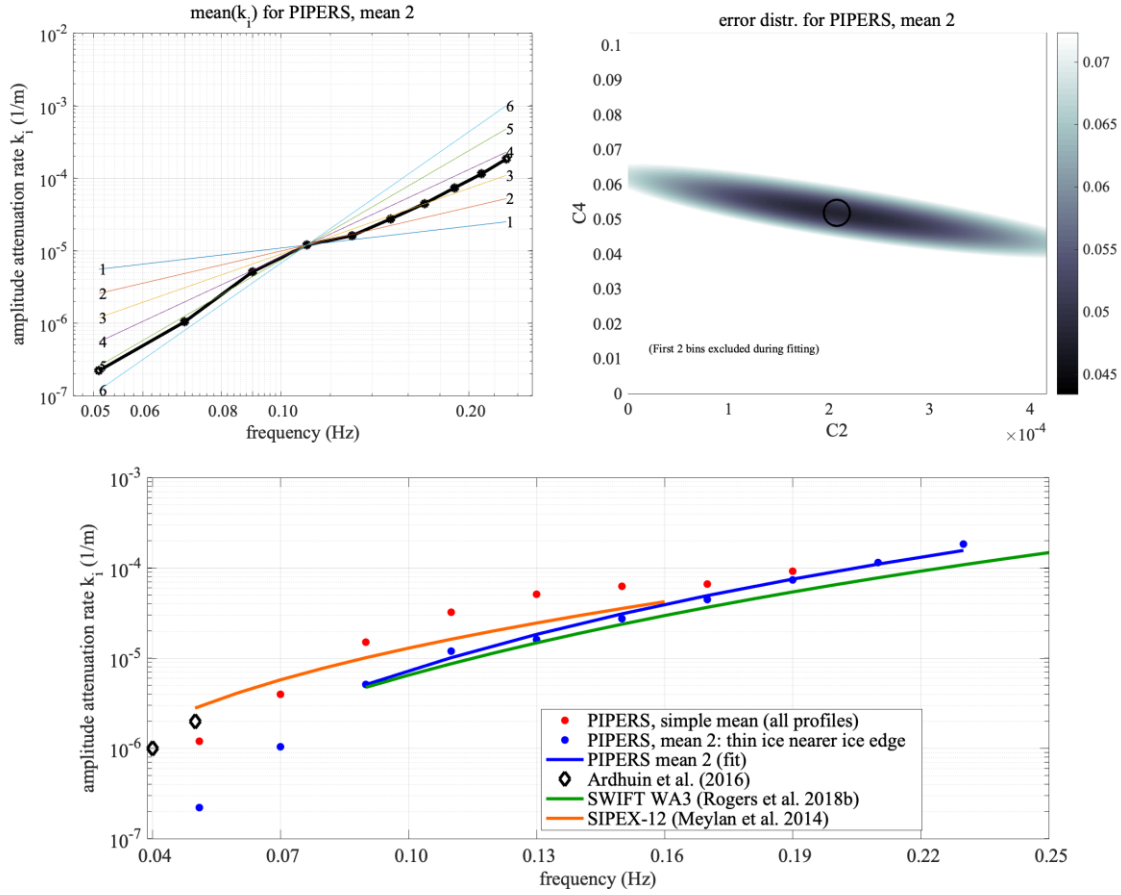 mean(k_i) for PIPERS, mean 2
10^-2
10^-3
10^-4
10^-5
10^-6
10^-7
amplitude attenuation rate k_i (1/m)
6
5
4
3
2
1
1
2
3
4
5
6
0.05 0.06 0.08 0.10 0.20
frequency (Hz)
error distr. for PIPERS, mean 2
0.1
0.09
0.08
0.07
0.06
0.05
0.04
0.03
0.02
0.01
0
C4
(First 2 bins excluded during fitting)
0 1 2 3 4
×10^-4
C2
0.07
0.065
0.06
0.055
0.05
0.045
10^-3
10^-4
10^-5
10^-6
10^-7
amplitude attenuation rate k_i (1/m)
PIPERS, simple mean (all profiles)
PIPERS, mean 2: thin ice nearer ice edge
PIPERS mean 2 (fit)
Ardhuin et al. (2016)
SWIFT WA3 (Rogers et al. 2018b)
SIPEX-12 (Meylan et al. 2014)
0.04 0.07 0.10 0.13 0.16 0.19 0.22 0.25
frequency (Hz)